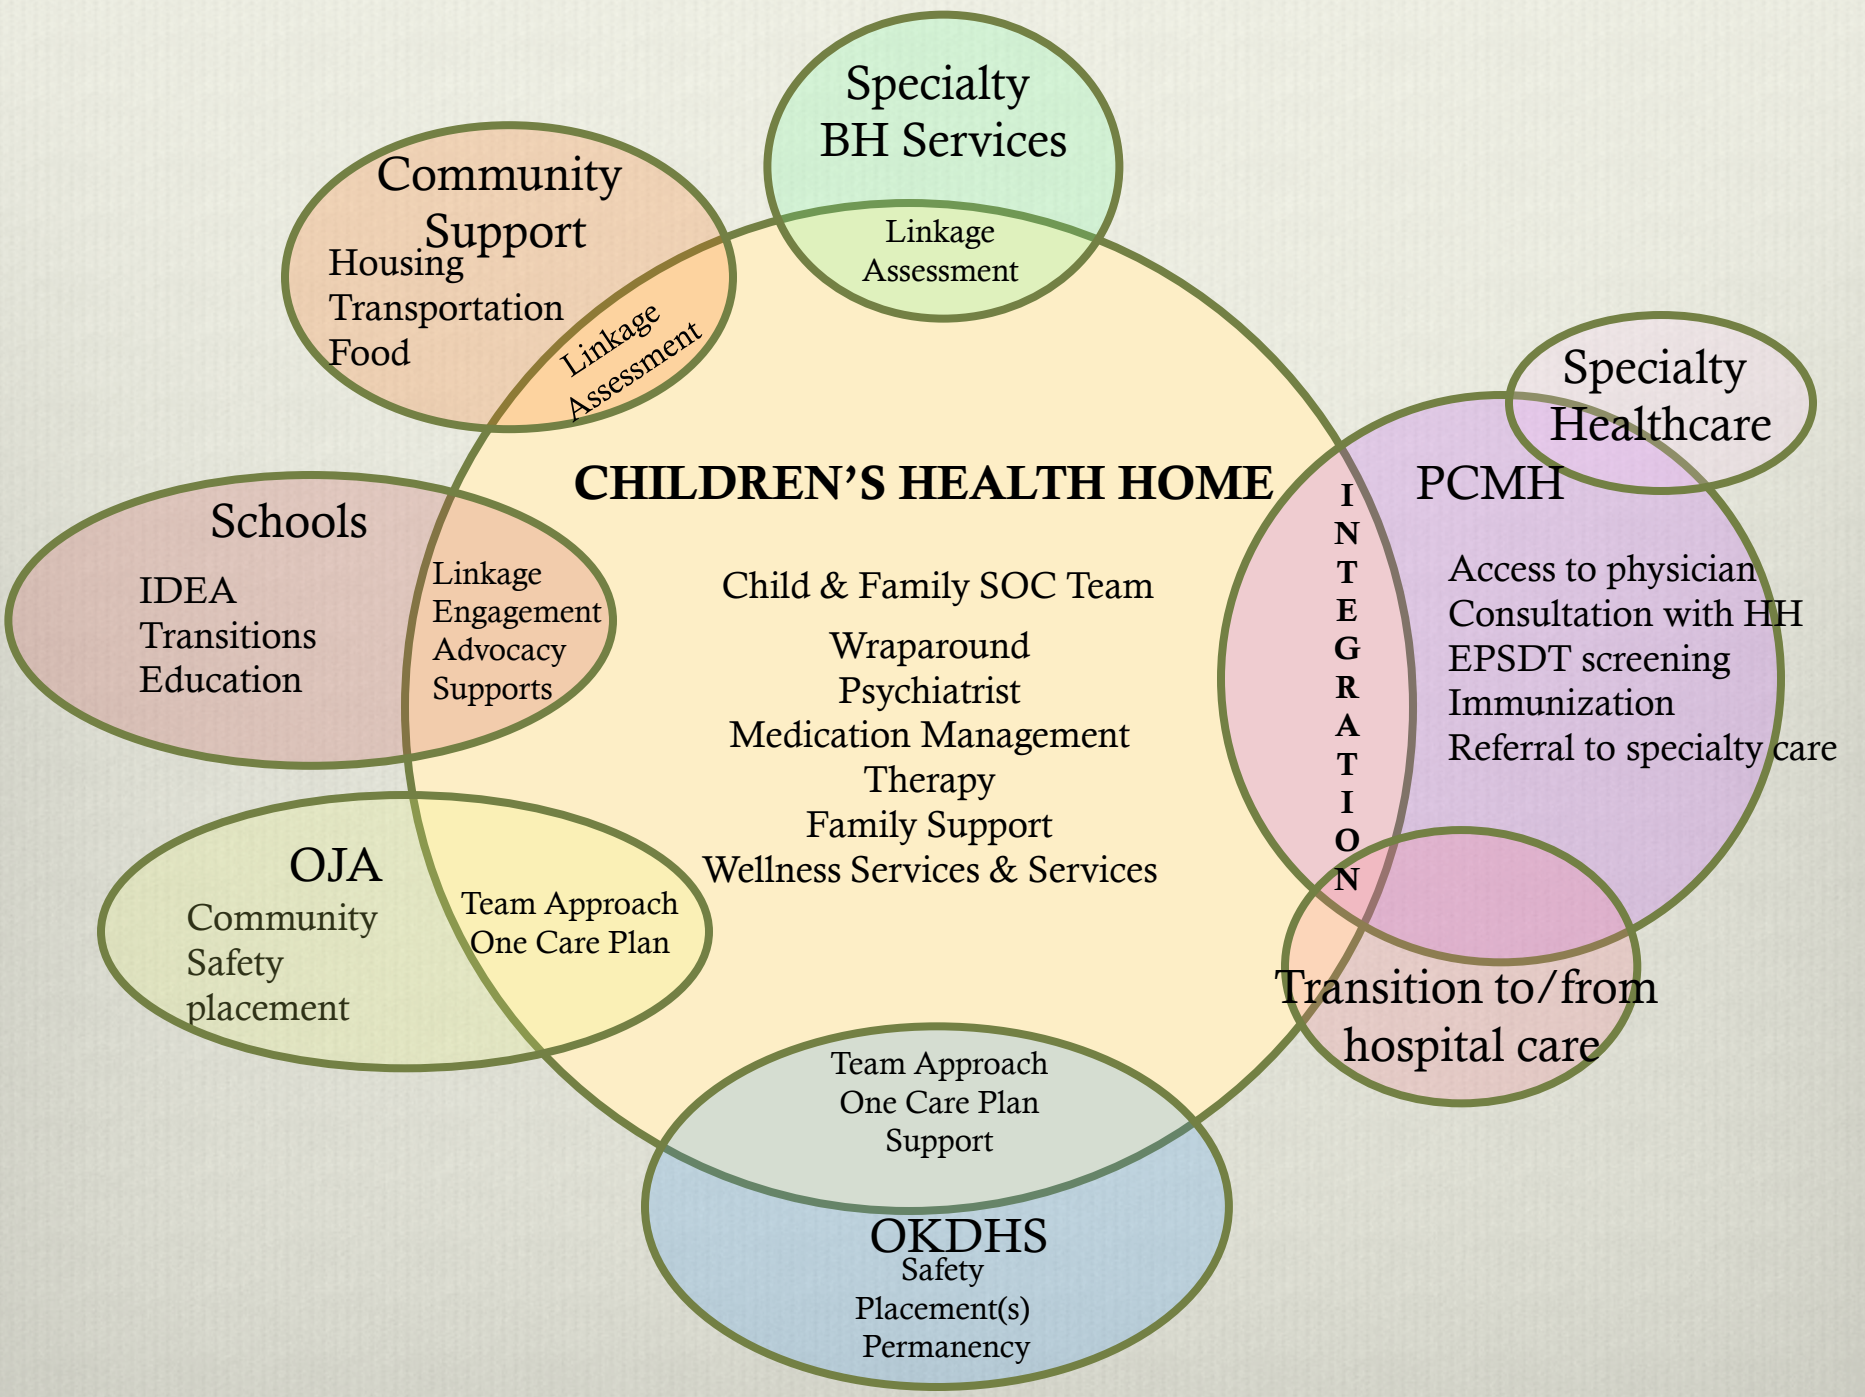 Specialty
BH Services
Linkage
Assessment
Community
Support
Housing
Transportation
Food
Linkage
Assessment
Specialty
Healthcare
CHILDREN’S HEALTH HOME
Child & Family SOC Team
Wraparound
Psychiatrist
Medication Management
Therapy
Family Support
Wellness Services & Services
INTEGRATION
PCMH
Access to physician
Consultation with HH
EPSDT screening
Immunization
Referral to specialty care
Schools
IDEA
Transitions
Education
Linkage
Engagement
Advocacy
Supports
OJA
Community
Safety
placement
Team Approach
One Care Plan
Transition to/from
hospital care
Team Approach
One Care Plan
Support
OKDHS
Safety
Placement(s)
Permanency